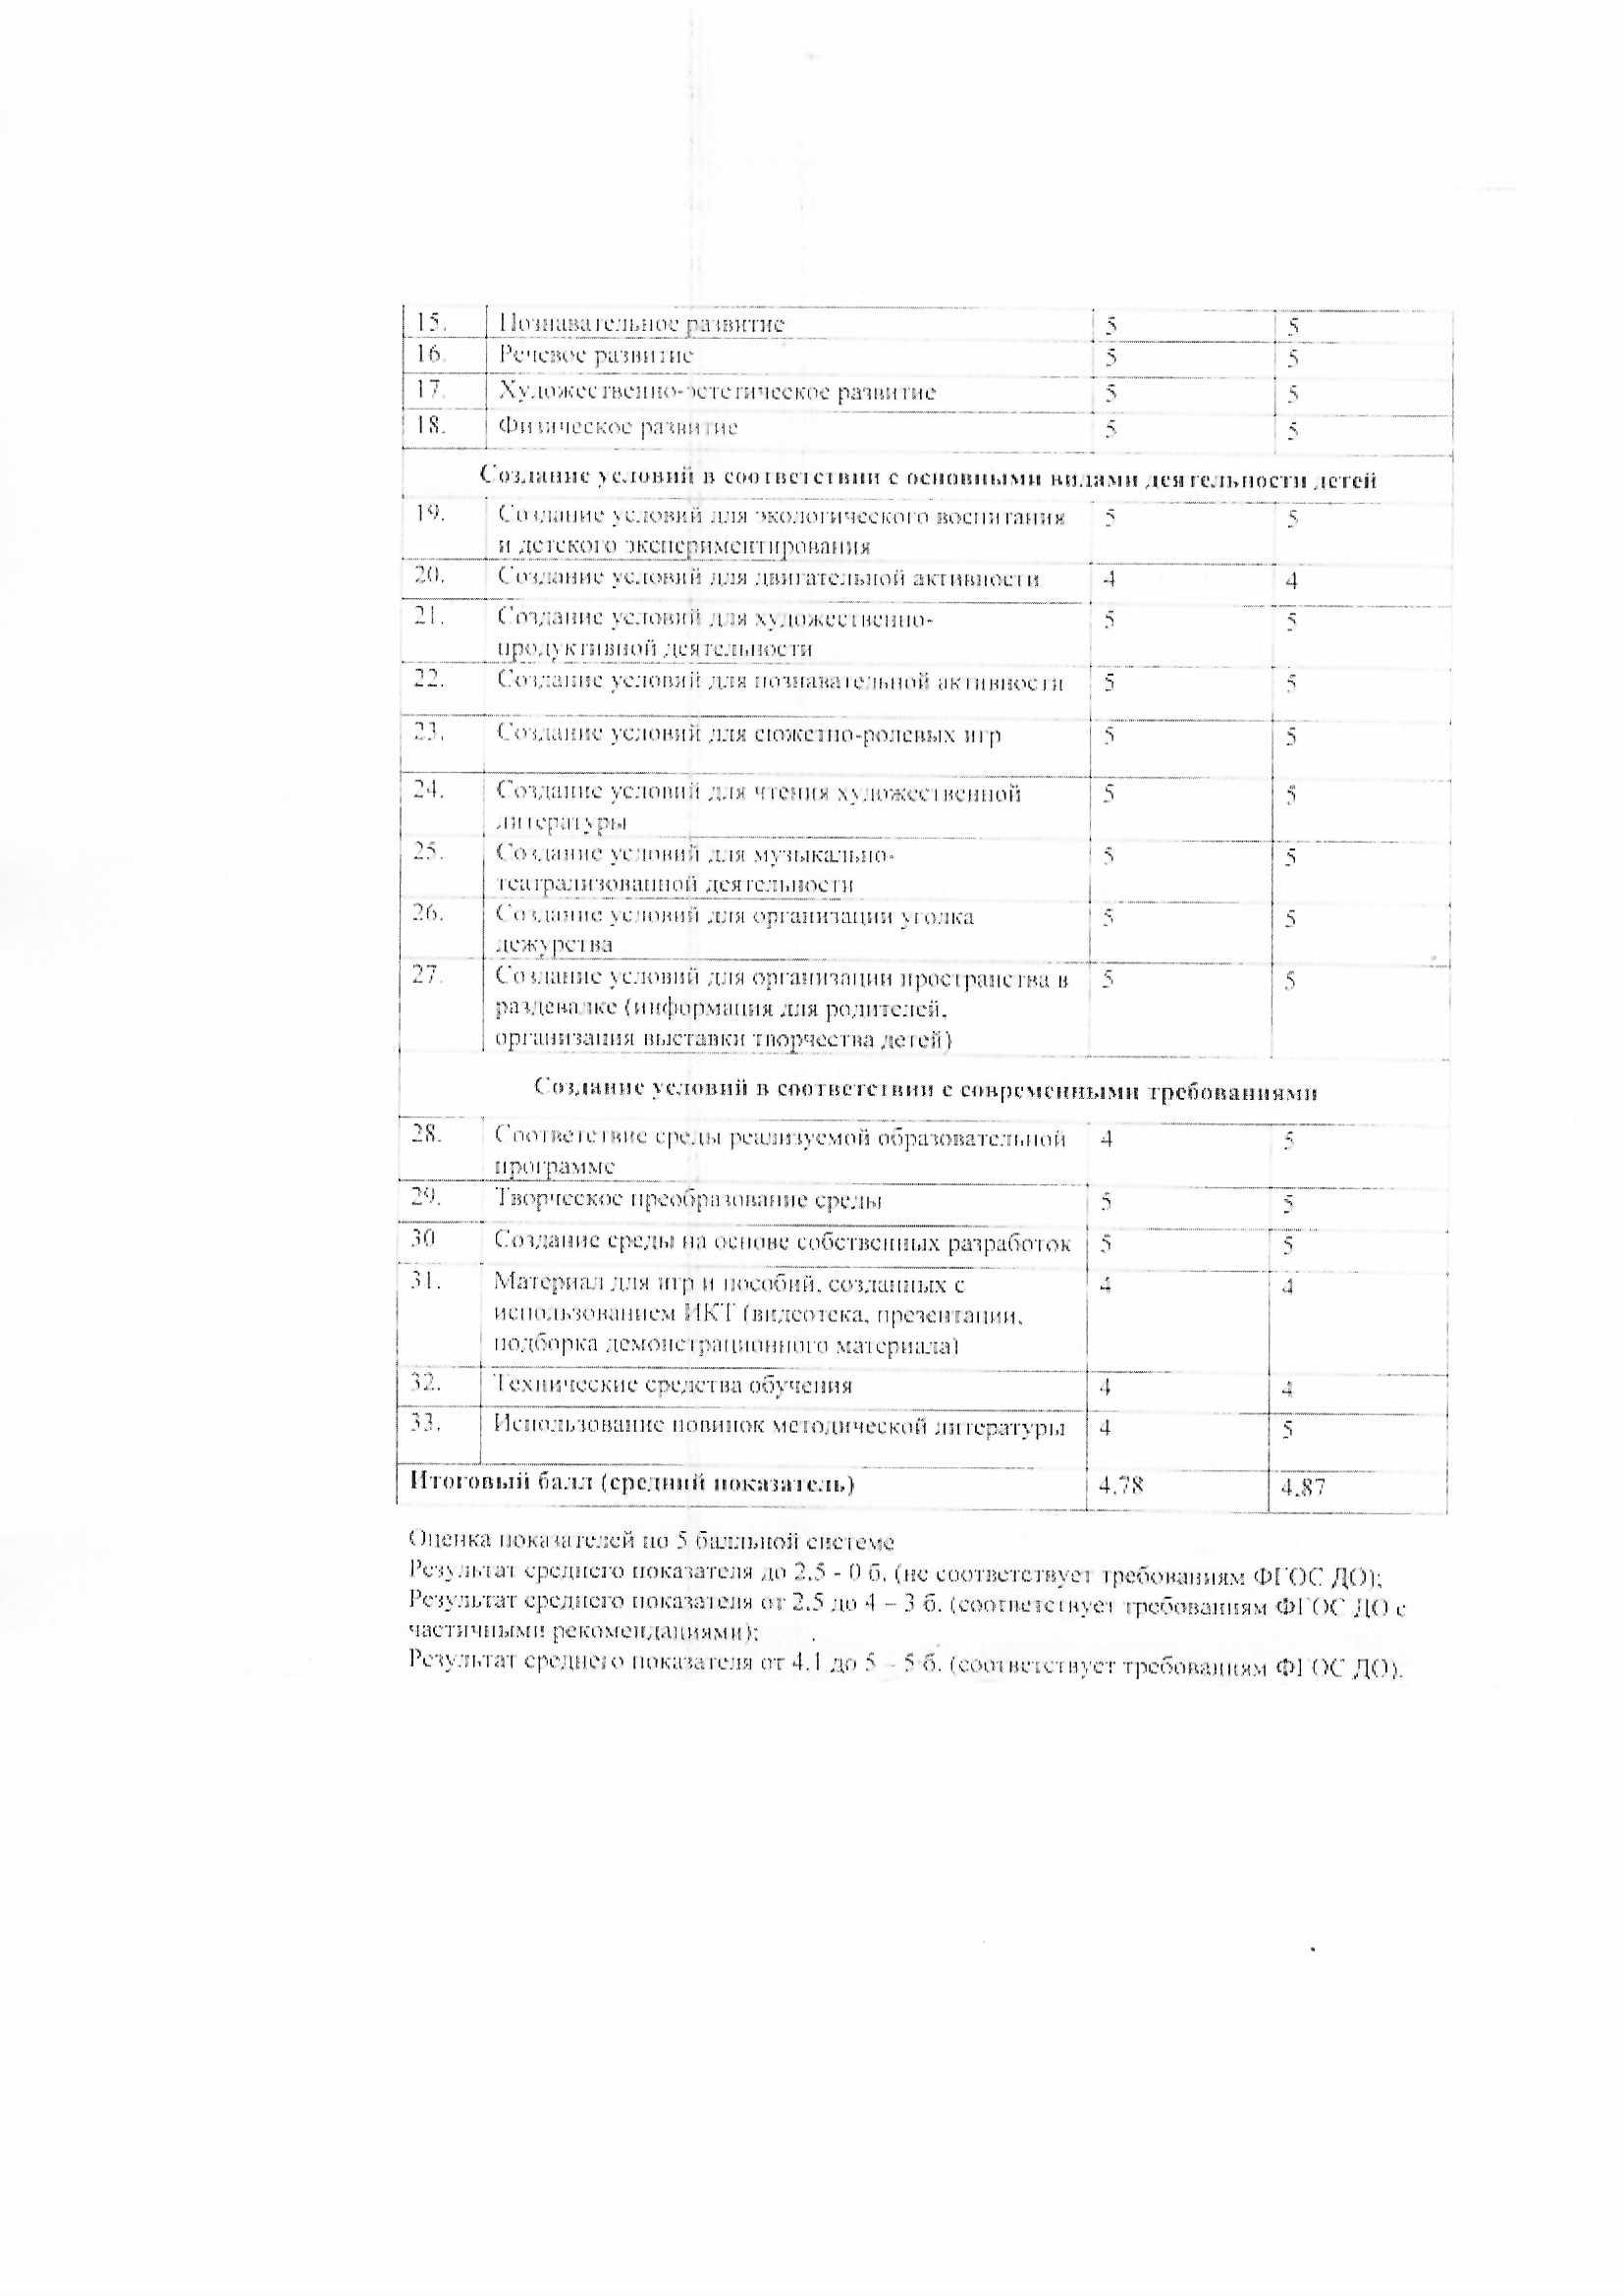 15. Познавательное развитие 5 5
16. Речевое развитие 5 5
17. Художественно-эстетическое развитие 5 5
18. Физическое развитие 5 5
Создание условий в соответствии с основными видами деятельности детей
19. Создание условий для экологического воспитания 5 5
и детского экспериментирования
20. Создание условий для двигательной активности 4 4
21. Создание условий для художественно- 5 5
продуктивной деятельности
22. Создание условий для познавательной активности 5 5
23. Создание условий для сюжетно-ролевых игр 5 5
24. Создание условий для чтения художественной 5 5
литературы
25. Создание условий для музыкально- 5 5
театрализованной деятельности
26. Создание условий для организации уголка 5 5
дежурства
27. Создание условий для организации пространства в 5 5
раздевалке (информация для родителей,
организация выставки творчества детей)
Создание условий в соответствии с современными требованиями
28. Соответствие среды реализуемой образовательной 4 5
программе
29. Творческое преобразование среды 5 5
30 Создание среды на основе собственных разработок 5 5
31. Материал для игр и пособий, созданных с 4 4
использованием ИКТ (видеотека, презентации,
подборка демонстрационного материала)
32. Технические средства обучения 4 4
33. Использование новинок методической литературы 4 5
Итоговый балл (средний показатель) 4,78 4,87
Оценка показателей по 5 балльной системе
Результат среднего показателя до 2,5 - 0 б. (не соответствует требованиям ФГОС ДО);
Результат среднего показателя от 2,5 до 4 – 3 б. (соответствует требованиям ФГОС ДО с
частичными рекомендациями);
Результат среднего показателя от 4,1 до 5 – 5 б. (соответствует требованиям ФГОС ДО).